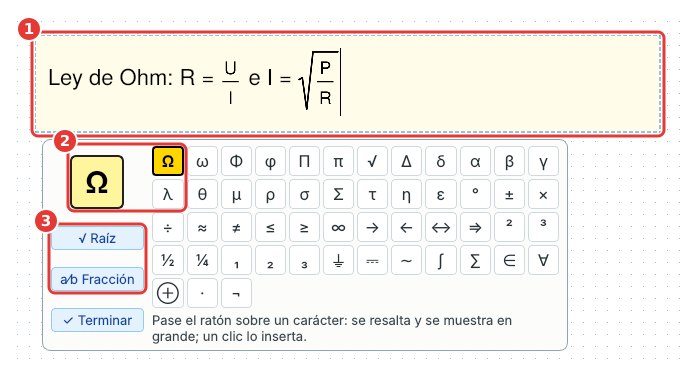 1
Ley de Ohm: R = U/I e I = √(P/R)
2
Ω
Ω ω Φ φ Π π √ Δ δ α β γ
λ θ μ ρ σ Σ τ η ε ° ± ×
3
√ Raíz
÷ ≈ ≠ ≤ ≥ ∞ → ← ↔ ⇒ ² ³
a⁄b Fracción
½ ¼ ₁ ₂ ₃ ⏚ ⎓ ∼ ∫ ∑ ∈ ∀
⊕ · ¬
✓ Terminar
Pase el ratón sobre un carácter: se resalta y se muestra en
grande; un clic lo inserta.